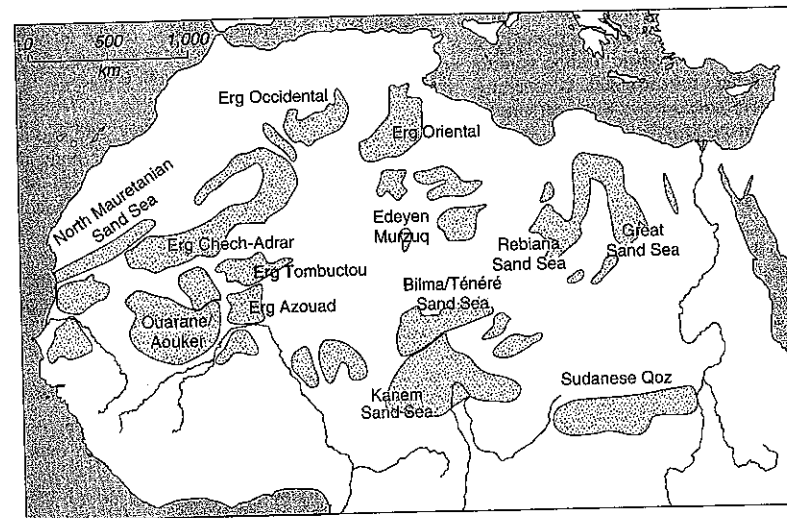 0 500 1,000
km
Erg Occidental
Erg Oriental
North Mauretanian
Sand Sea
Erg Chech-Adrar
Edeyen
Murzuq
Rebiana
Sand Sea
Great
Sand Sea
Erg Tombuctou
Bilma/Ténéré
Sand Sea
Erg Azouad
Ouarane/
Aouker
Kanem
Sand Sea
Sudanese Qoz